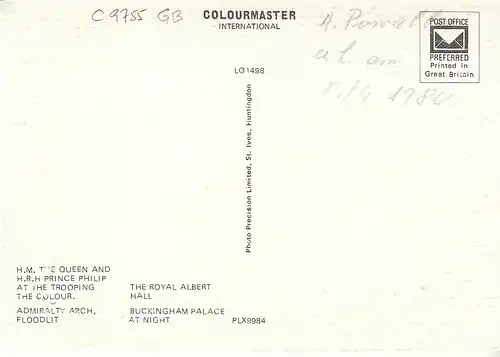 C 9755 GB
COLOURMASTER
INTERNATIONAL
POST OFFICE
PREFERRED
Printed in
Great Britain
1984
LO1498
Photo Precision Limited, St. Ives, Huntingdon
H.M. THE QUEEN AND
H.R.H PRINCE PHILIP
AT THE TROOPING
THE COLOUR.
THE ROYAL ALBERT
HALL
ADMIRALTY ARCH,
FLOODLIT
BUCKINGHAM PALACE
AT NIGHT
PLX9984